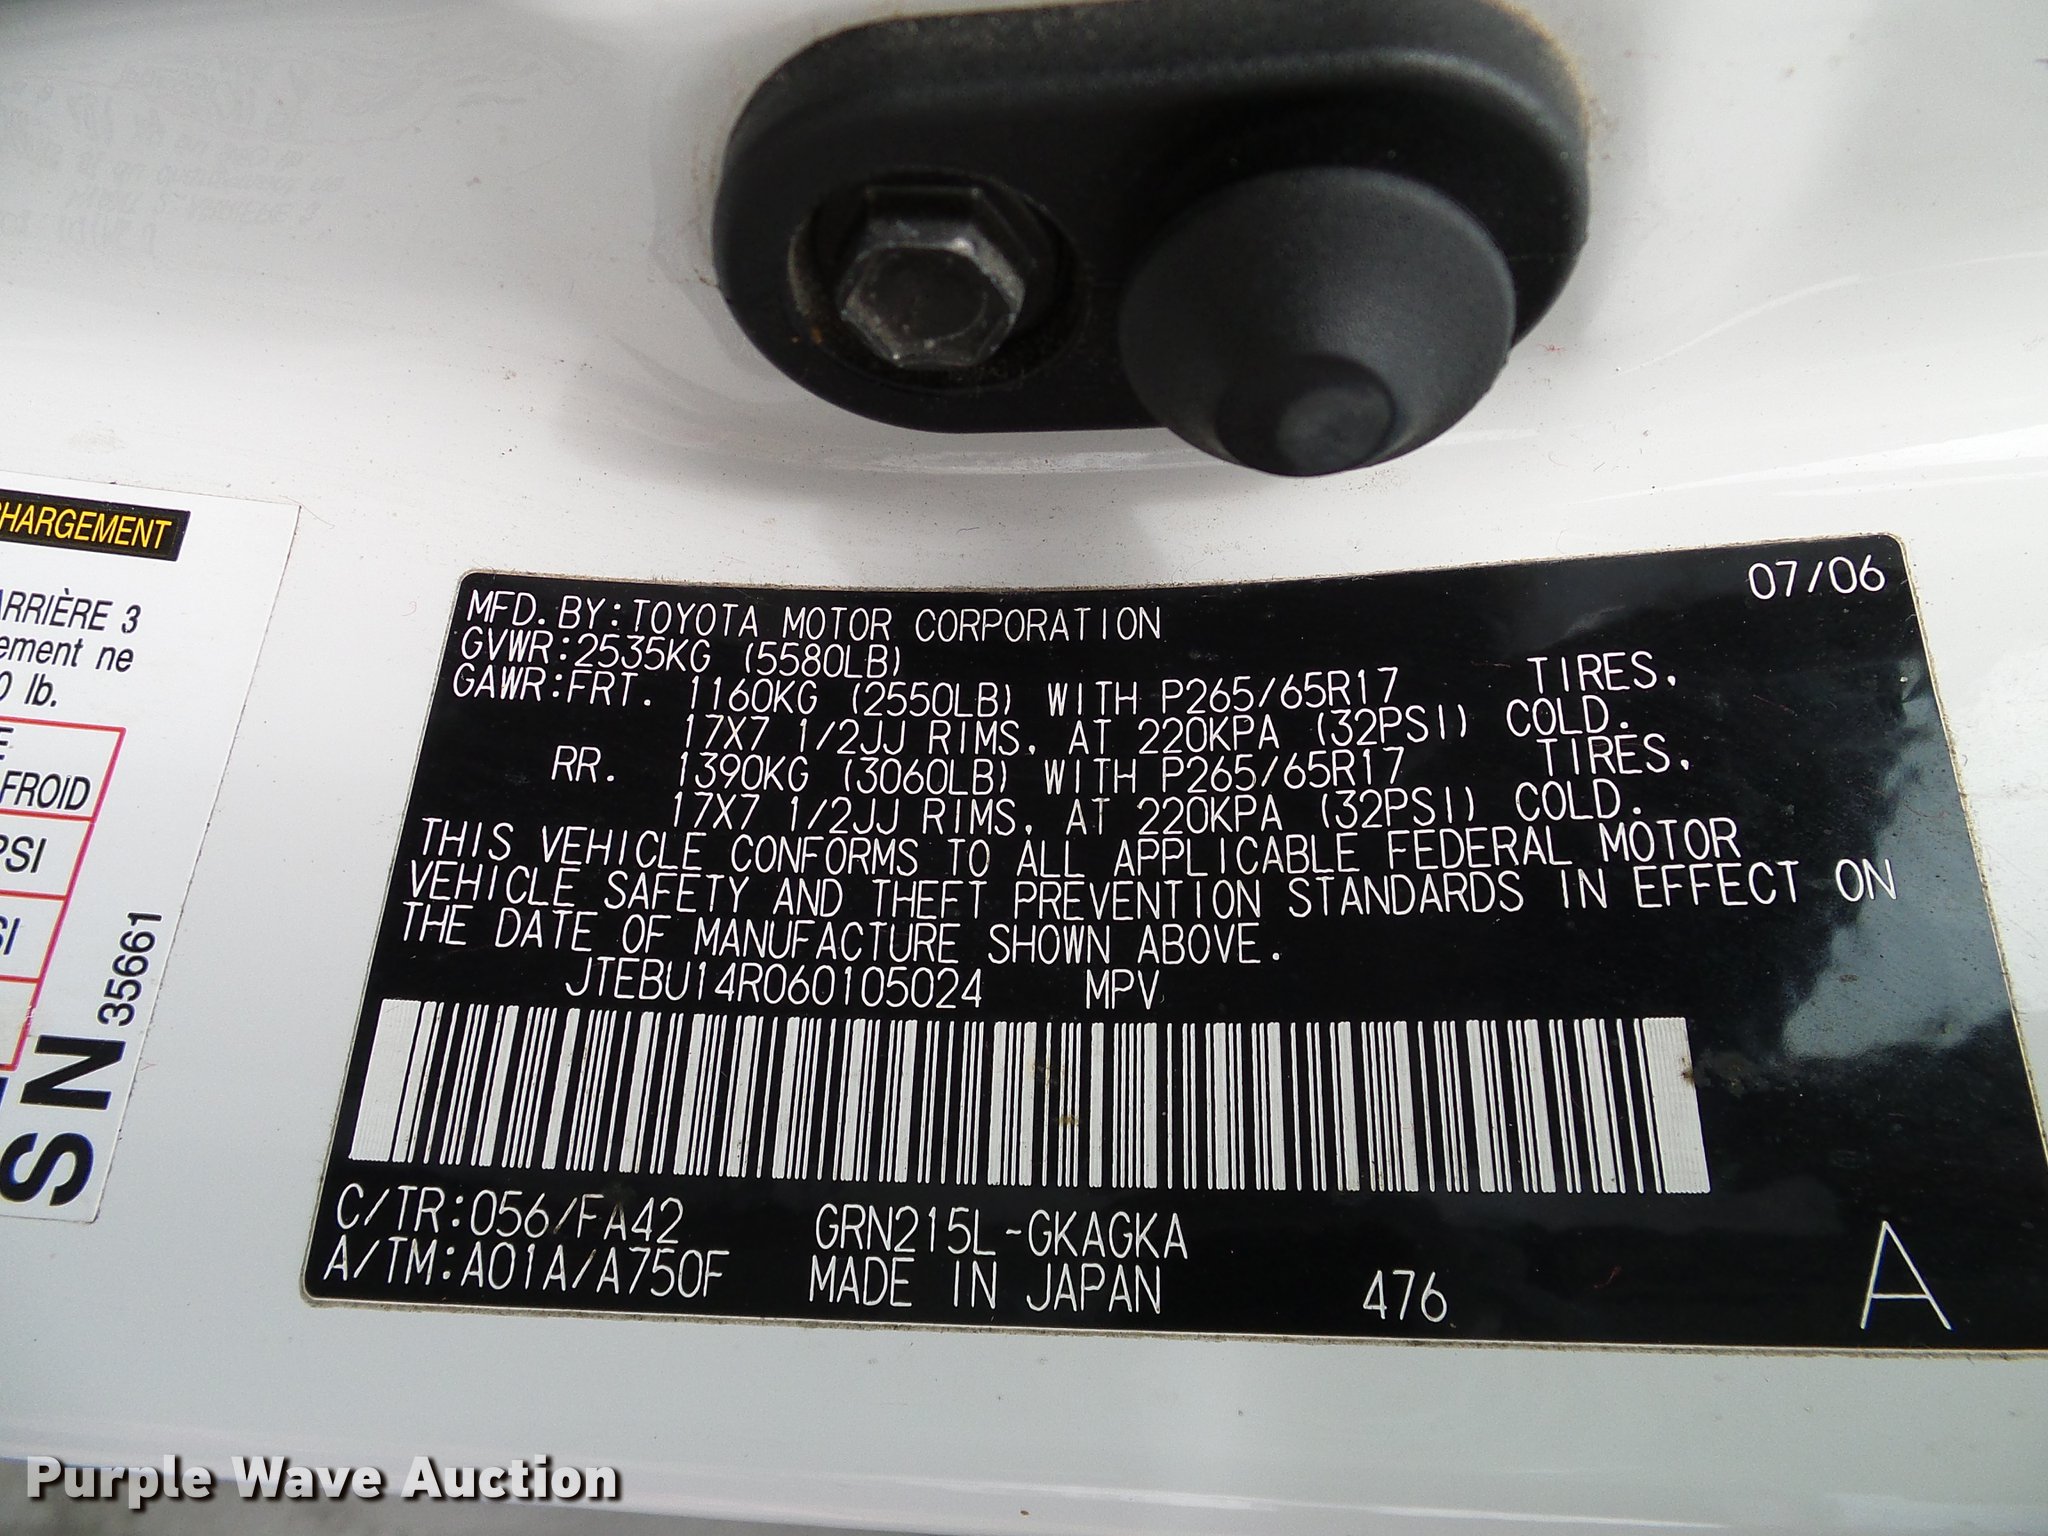 HARGEMENT
ARRIÈRE 3
ement ne
0 lb.
E
FROID
PSI
SI
SN 35661
07/06
MFD. BY: TOYOTA MOTOR CORPORATION
GVWR: 2535KG (5580LB)
GAWR: FRT. 1160KG (2550LB) WITH P265/65R17 TIRES,
17X7 1/2JJ RIMS, AT 220KPA (32PSI) COLD.
RR. 1390KG (3060LB) WITH P265/65R17 TIRES,
17X7 1/2JJ RIMS, AT 220KPA (32PSI) COLD.
THIS VEHICLE CONFORMS TO ALL APPLICABLE FEDERAL MOTOR
VEHICLE SAFETY AND THEFT PREVENTION STANDARDS IN EFFECT ON
THE DATE OF MANUFACTURE SHOWN ABOVE.
JTEBU14R060105024 MPV
C/TR: 056/FA42 GRN215L-GKAGKA
A/TM: A01A/A750F MADE IN JAPAN 476 A
Purple Wave Auction